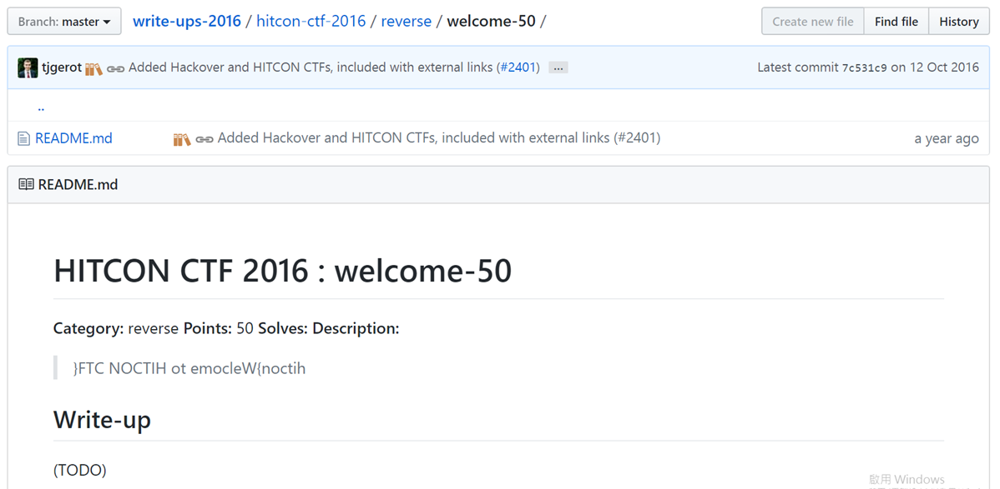 Branch: master write-ups-2016 / hitcon-ctf-2016 / reverse / welcome-50 / Create new file Find file History
tjgerot Added Hackover and HITCON CTFs, included with external links (#2401) ... Latest commit 7c531c9 on 12 Oct 2016
..
README.md Added Hackover and HITCON CTFs, included with external links (#2401) a year ago
README.md
HITCON CTF 2016 : welcome-50
Category: reverse Points: 50 Solves: Description:
}FTC NOCTIH ot emocleW{noctih
Write-up
(TODO)
啟用 Windows